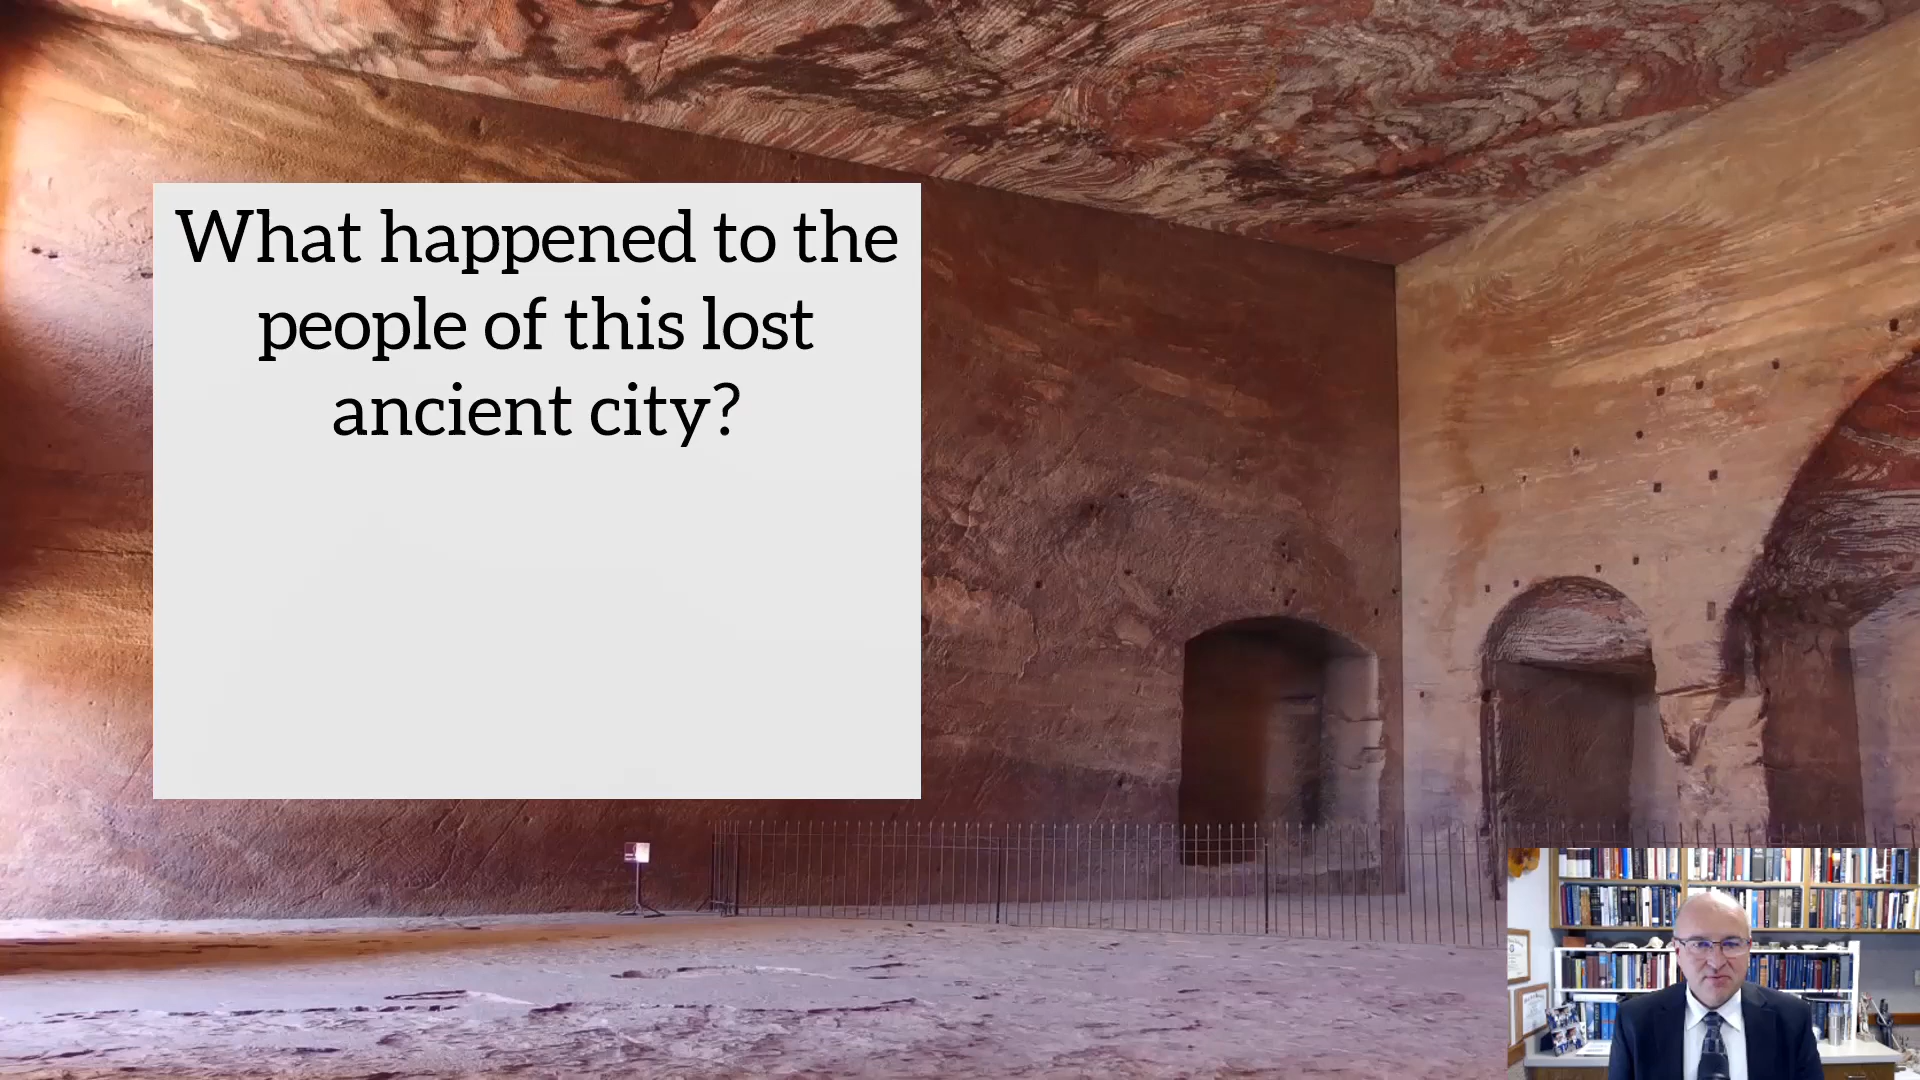 What happened to the
people of this lost
ancient city?